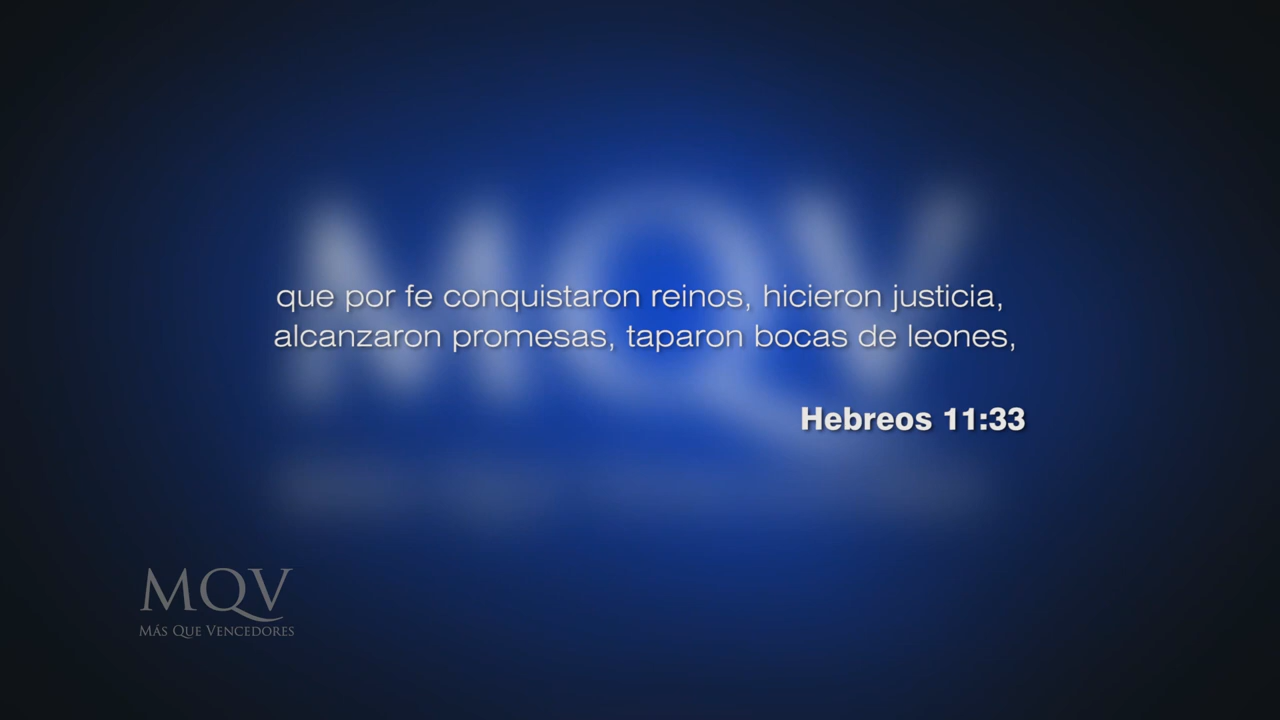 que por fe conquistaron reinos, hicieron justicia,
alcanzaron promesas, taparon bocas de leones,
Hebreos 11:33
MQV
MÁS QUE VENCEDORES